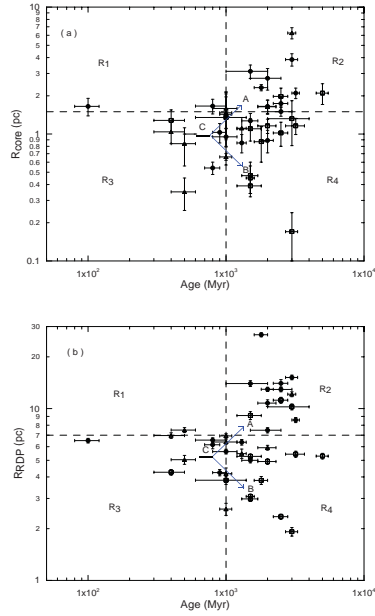 10
9
8
7
6
5
4
3
2
1
0.9
0.8
0.7
0.6
0.5
0.4
0.3
0.2
0.1
R core (pc)
( a )
R1
R2
A
C
B
R3
R4
1x10²
1x10³
1x10⁴
Age (Myr)
30
20
10
9
8
7
6
5
4
3
2
1
R RDP (pc)
( b )
R1
R2
A
C
B
R3
R4
1x10²
1x10³
1x10⁴
Age (Myr)